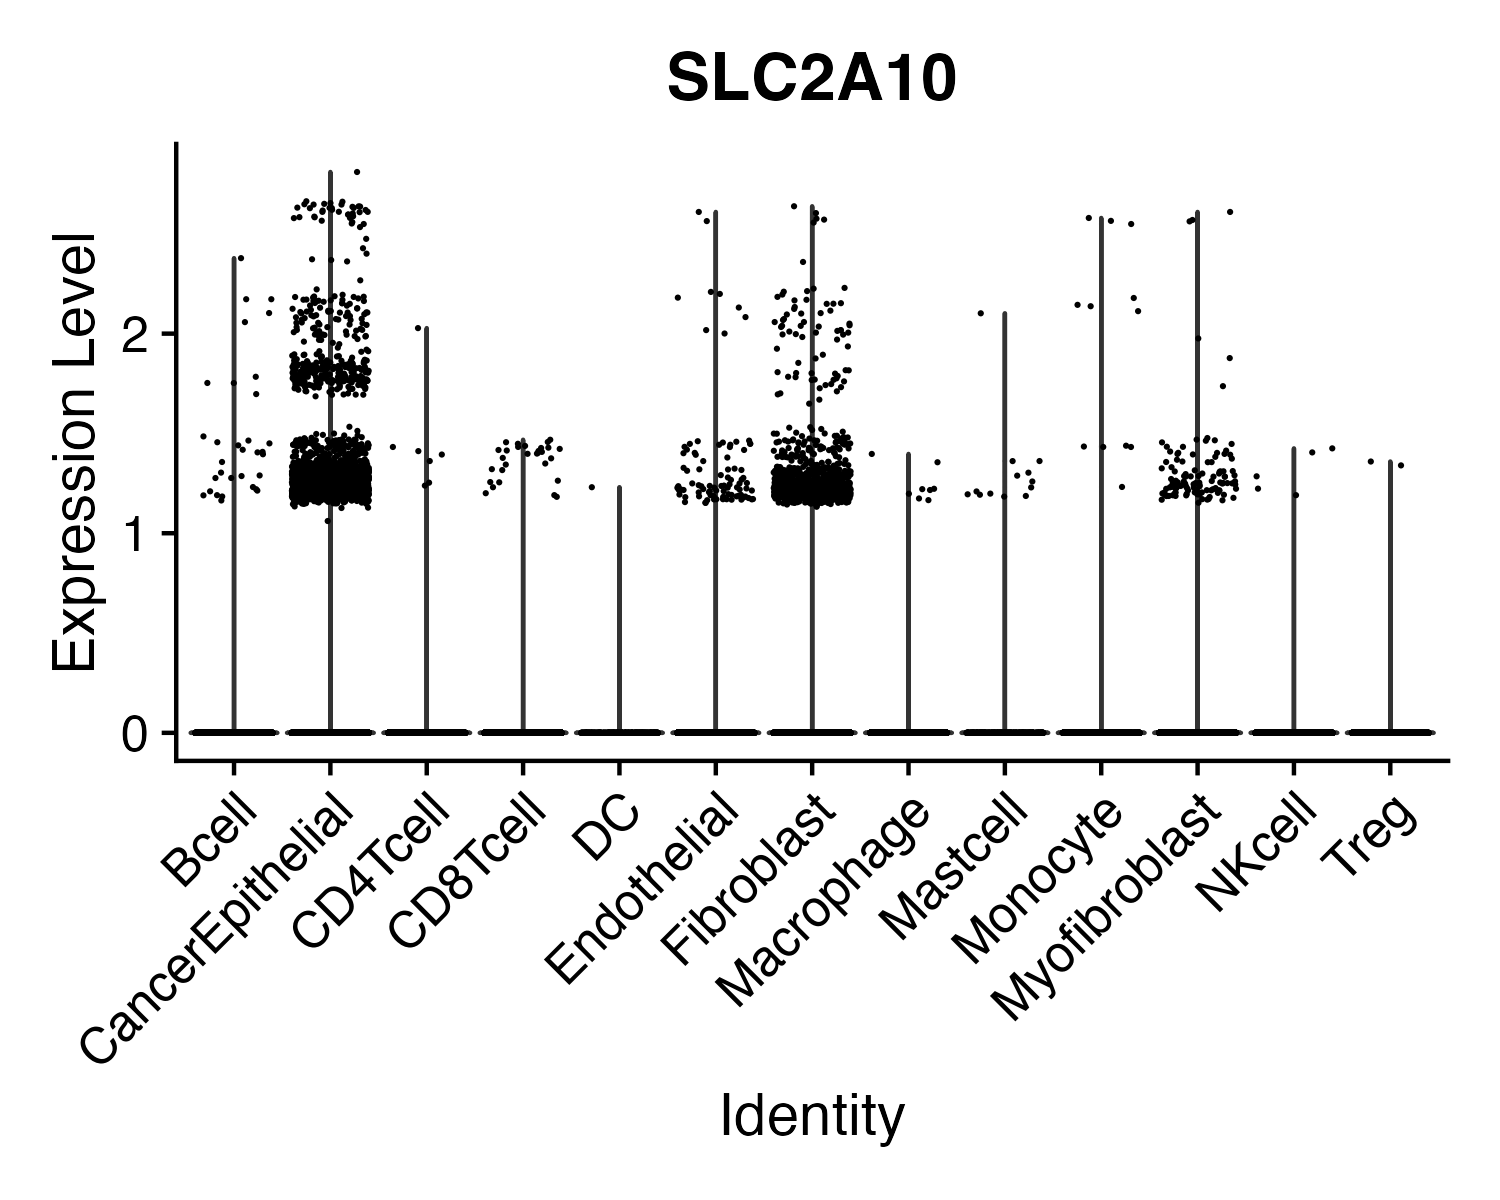 SLC2A10
Expression Level
2
1
0
Bcell
CancerEpithelial
CD4Tcell
CD8Tcell
DC
Endothelial
Fibroblast
Macrophage
Mastcell
Monocyte
Myofibroblast
NKcell
Treg
Identity